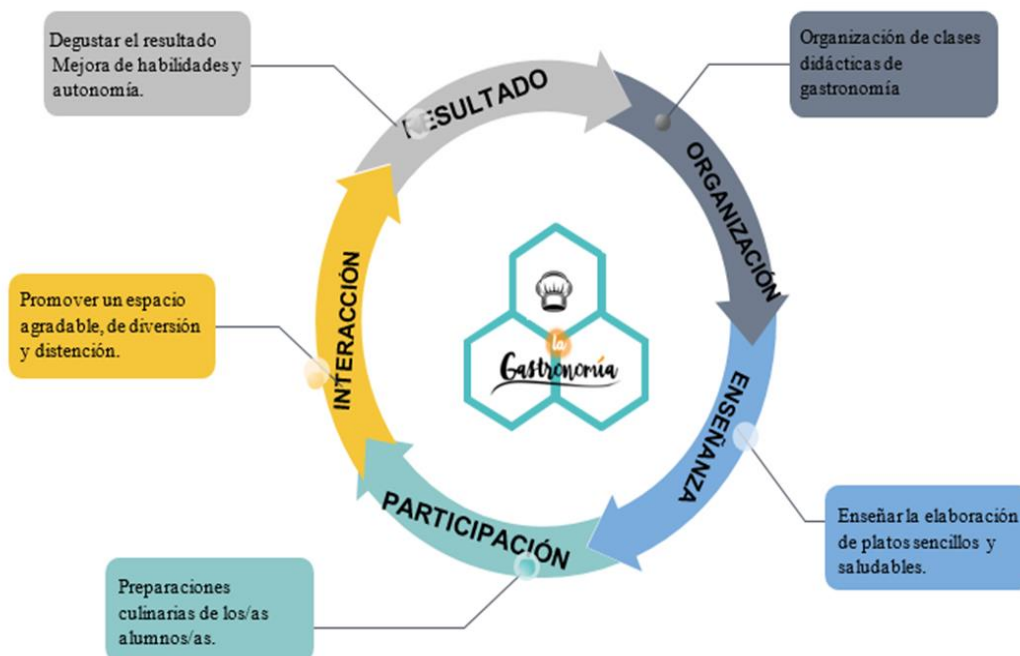 Degustar el resultado
Mejora de habilidades y
autonomía.
RESULTADO
Organización de clases
didácticas de
gastronomía
ORGANIZACIÓN
la
Gastronomía
Promover un espacio
agradable, de diversión
y distención.
INTERACCIÓN
ENSEÑANZA
Enseñar la elaboración
de platos sencillos y
saludables.
PARTICIPACIÓN
Preparaciones
culinarias de los/as
alumnos/as.